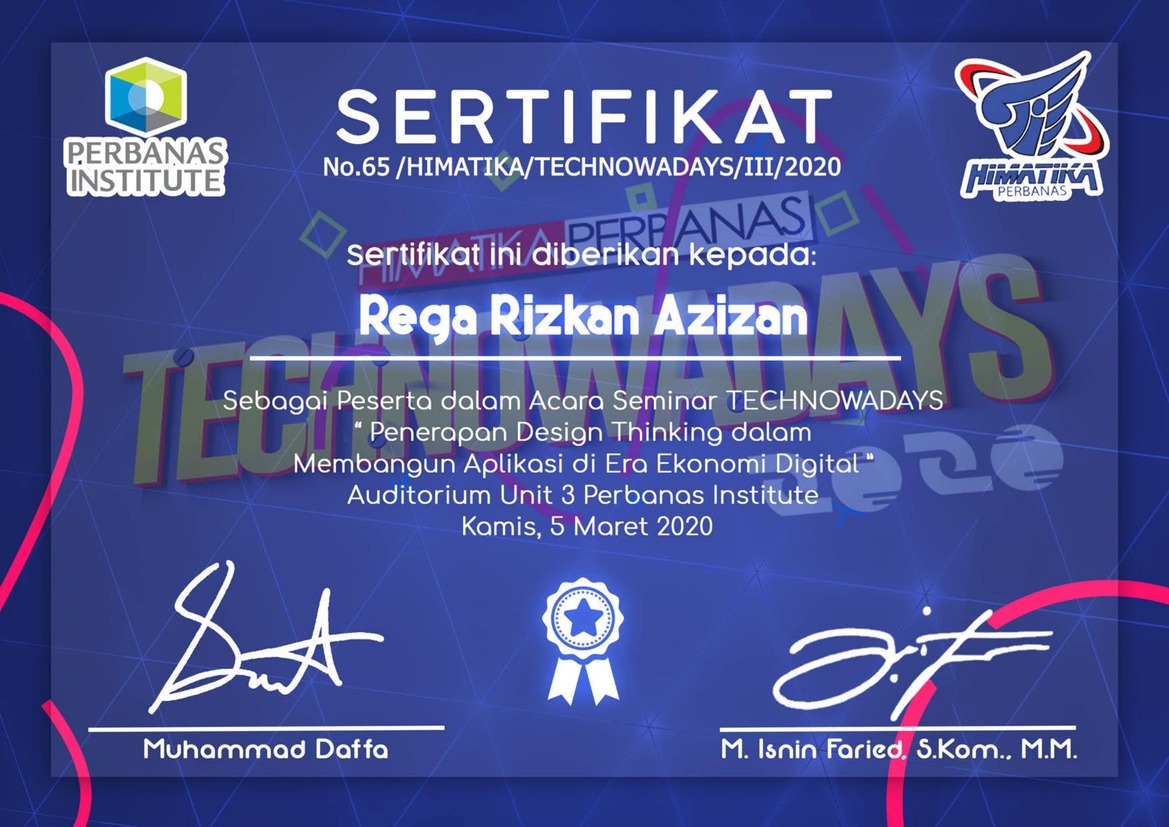 PERBANAS
INSTITUTE
SERTIFIKAT
No.65 /HIMATIKA/TECHNOWADAYS/III/2020
HIMATIKA
PERBANAS
HIMATIKA PERBANAS
TECHNOWADAYS
2020
Sertifikat ini diberikan kepada:
Rega Rizkan Azizan
Sebagai Peserta dalam Acara Seminar TECHNOWADAYS
“ Penerapan Design Thinking dalam
Membangun Aplikasi di Era Ekonomi Digital ”
Auditorium Unit 3 Perbanas Institute
Kamis, 5 Maret 2020
Muhammad Daffa
M. Isnin Faried, S.Kom., M.M.